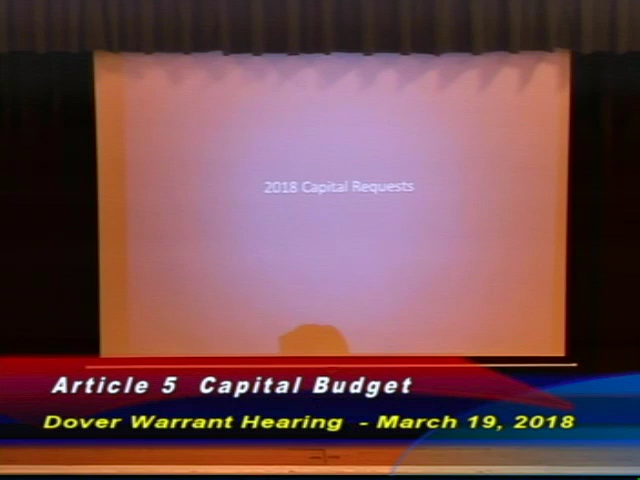 2018 Capital Requests
Article 5 Capital Budget
Dover Warrant Hearing - March 19, 2018